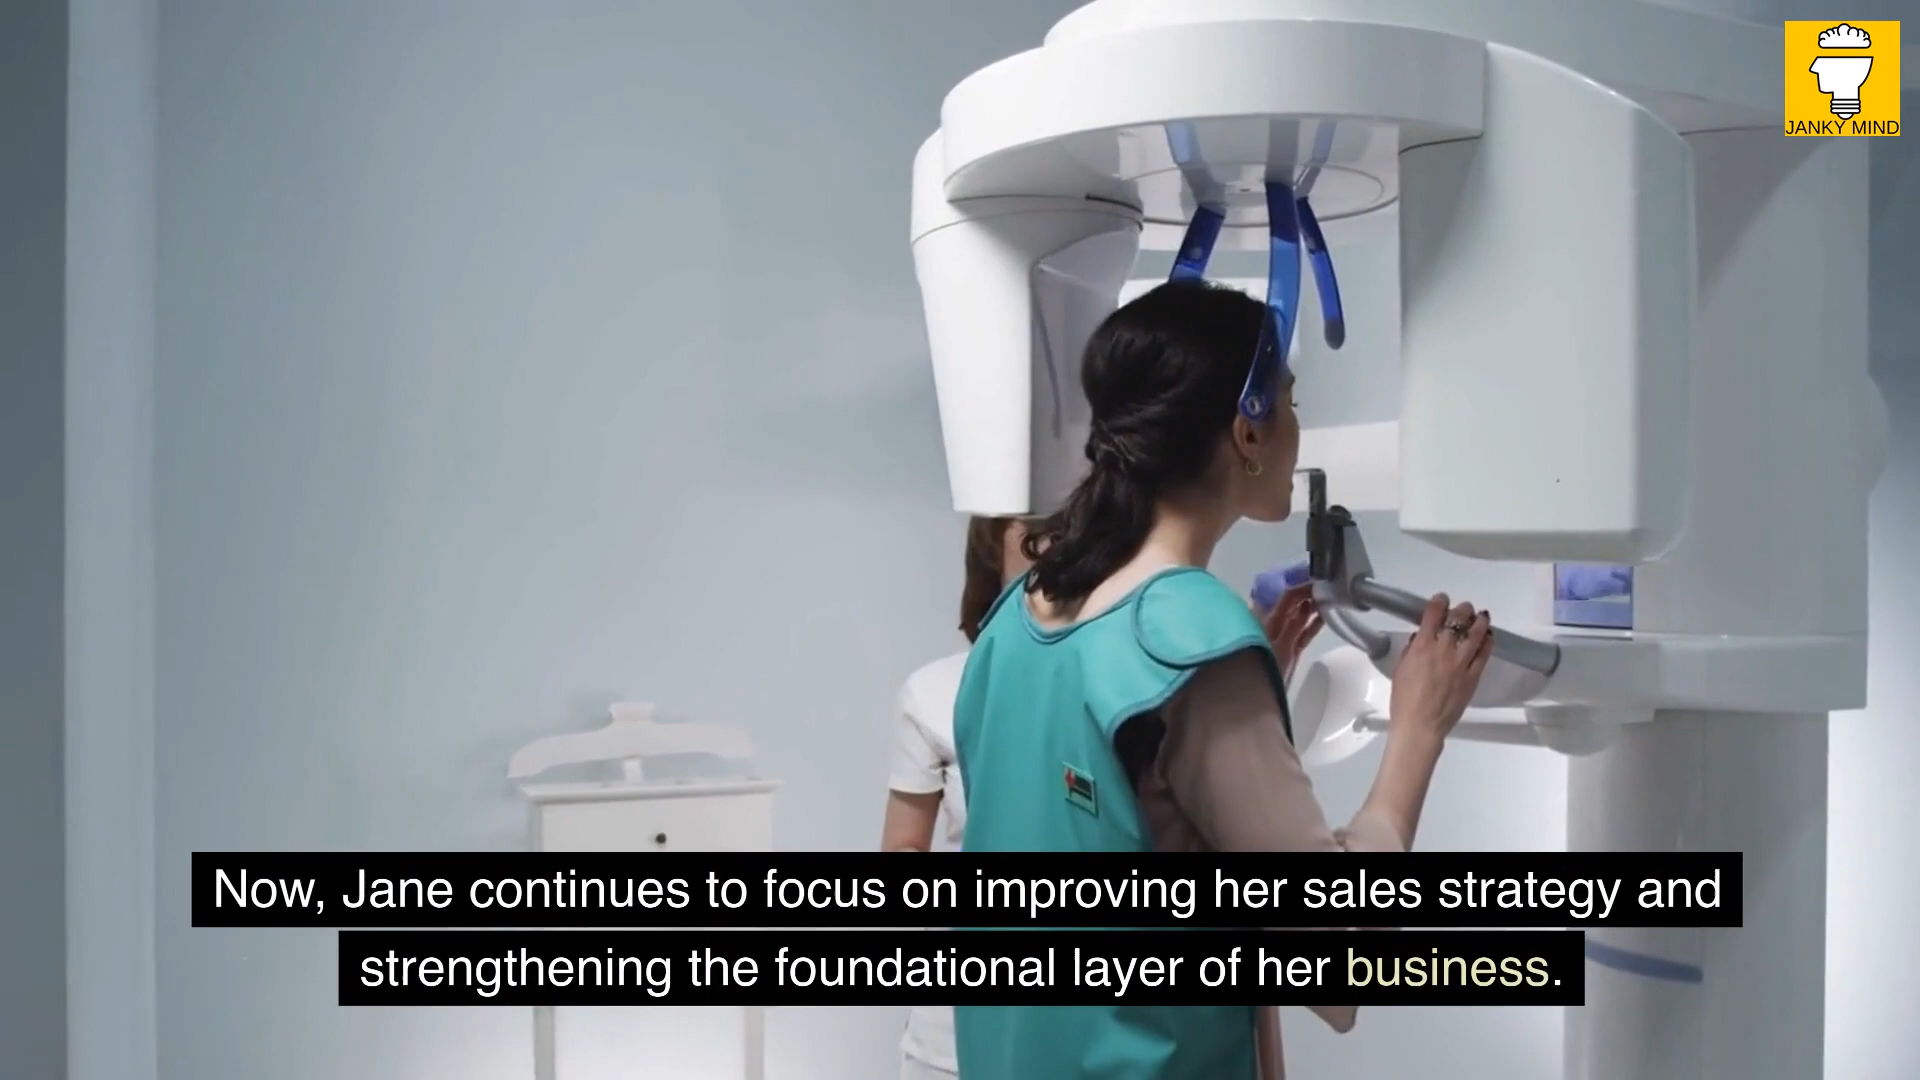 JANKY MIND
Now, Jane continues to focus on improving her sales strategy and
strengthening the foundational layer of her business.